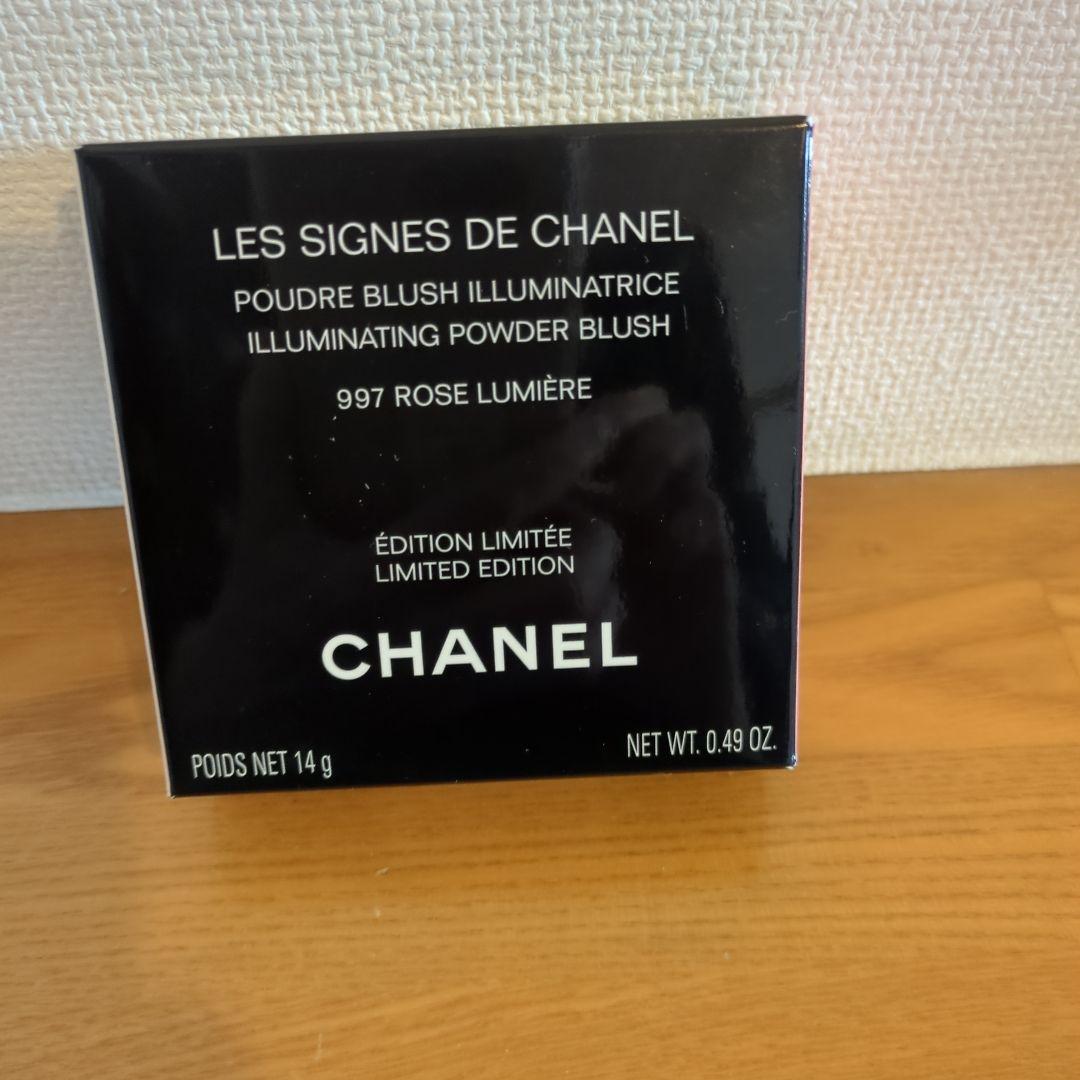 LES SIGNES DE CHANEL
POUDRE BLUSH ILLUMINATRICE
ILLUMINATING POWDER BLUSH
997 ROSE LUMIÈRE
ÉDITION LIMITÉE
LIMITED EDITION
CHANEL
POIDS NET 14 g
NET WT. 0.49 OZ.